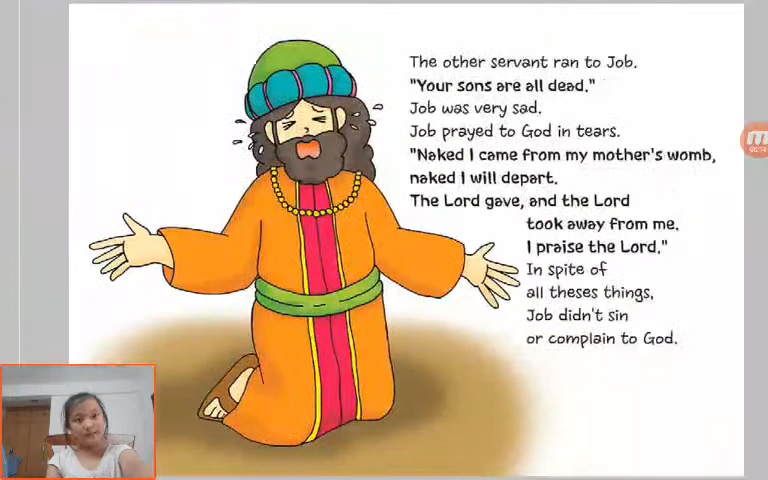 The other servant ran to Job.
"Your sons are all dead."
Job was very sad.
Job prayed to God in tears.
"Naked I came from my mother's womb,
naked I will depart.
The Lord gave, and the Lord
took away from me.
I praise the Lord."
In spite of
all theses things,
Job didn't sin
or complain to God.